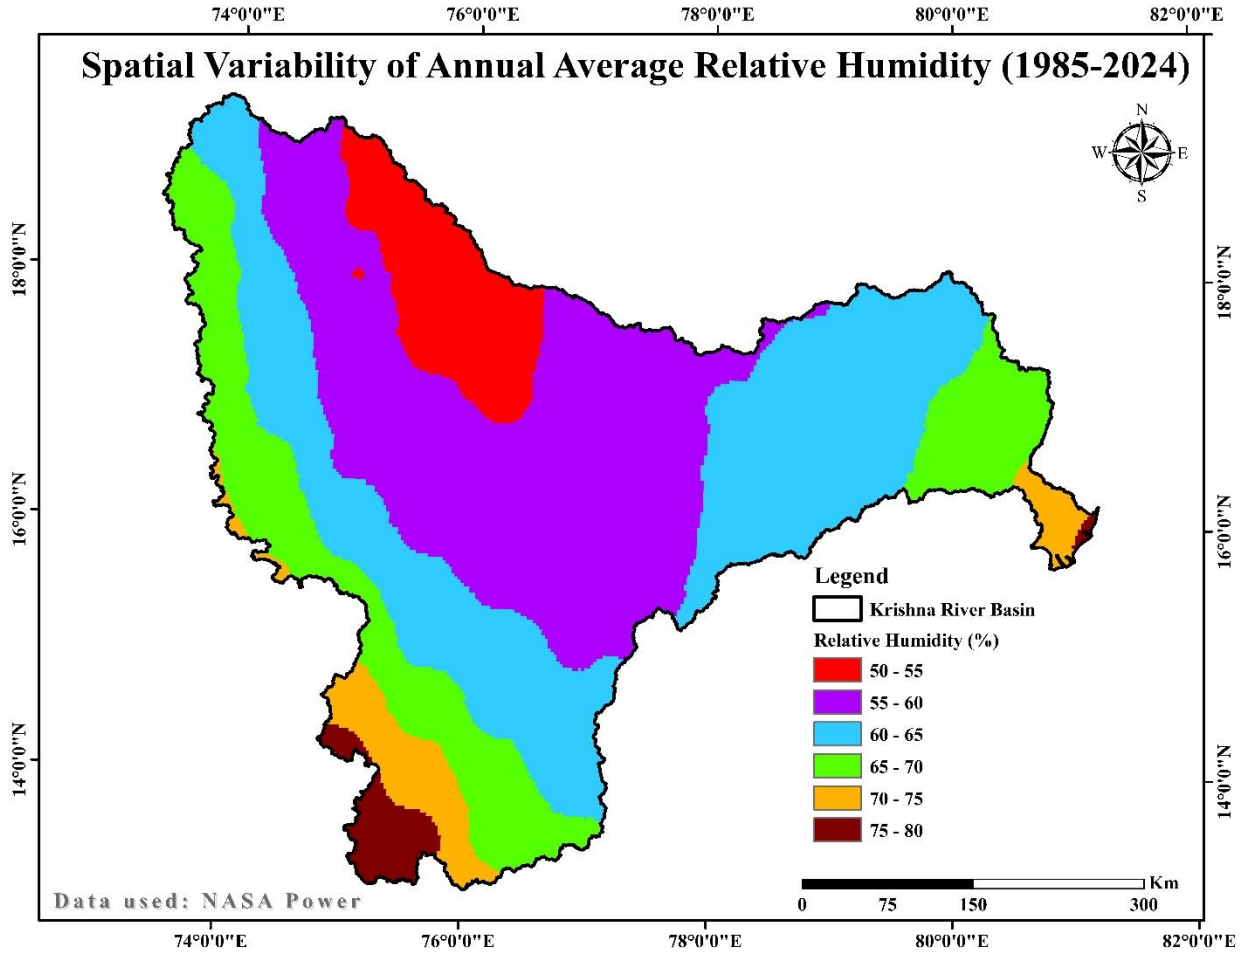 74°0'0"E 76°0'0"E 78°0'0"E 80°0'0"E 82°0'0"E
Spatial Variability of Annual Average Relative Humidity (1985-2024)
N
W E
S
18°0'0"N 18°0'0"N
16°0'0"N 16°0'0"N
Legend
Krishna River Basin
Relative Humidity (%)
50 - 55
55 - 60
60 - 65
65 - 70
70 - 75
75 - 80
14°0'0"N 14°0'0"N
Km
0 75 150 300
Data used: NASA Power
74°0'0"E 76°0'0"E 78°0'0"E 80°0'0"E 82°0'0"E